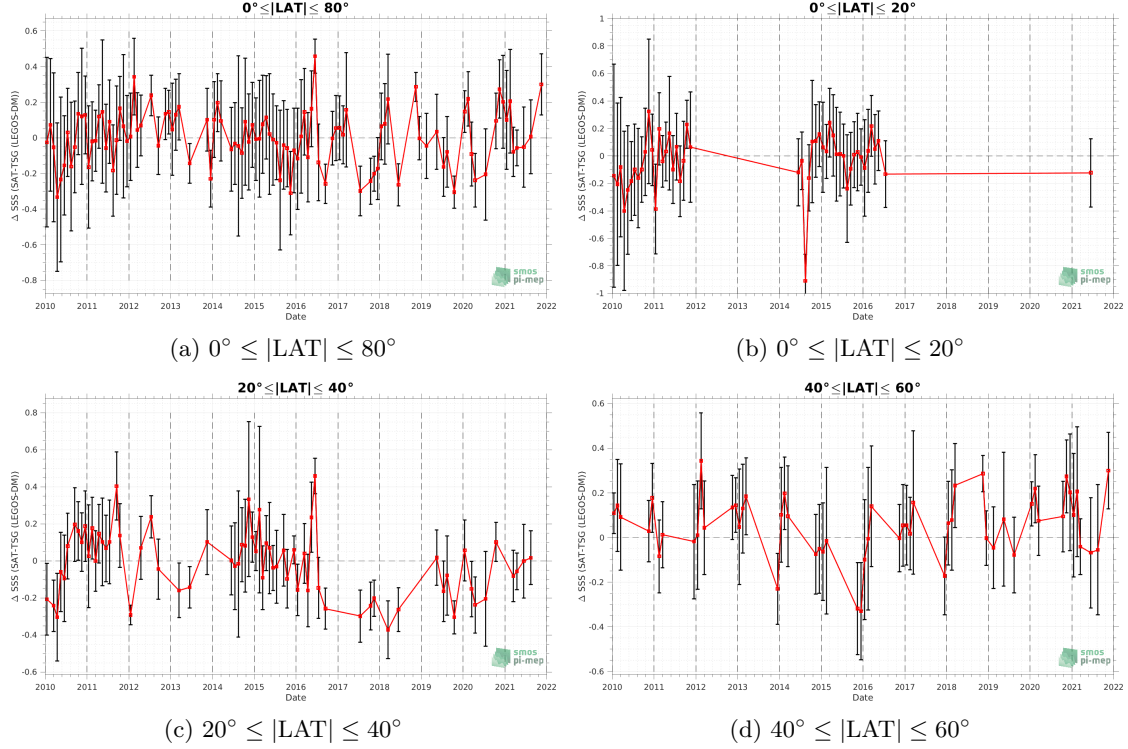 0°≤|LAT|≤ 80°
Δ SSS (SAT-TSG (LEGOS-DM))
0.8
0.6
0.4
0.2
0
-0.2
-0.4
-0.6
-0.8
2010 2011 2012 2013 2014 2015 2016 2017 2018 2019 2020 2021 2022
Date
smos
pi-mep
(a) 0° ≤ |LAT| ≤ 80°
0°≤|LAT|≤ 20°
Δ SSS (SAT-TSG (LEGOS-DM))
1
0.8
0.6
0.4
0.2
0
-0.2
-0.4
-0.6
-0.8
-1
2010 2011 2012 2013 2014 2015 2016 2017 2018 2019 2020 2021 2022
Date
smos
pi-mep
(b) 0° ≤ |LAT| ≤ 20°
20°≤|LAT|≤ 40°
Δ SSS (SAT-TSG (LEGOS-DM))
0.8
0.6
0.4
0.2
0
-0.2
-0.4
-0.6
2010 2011 2012 2013 2014 2015 2016 2017 2018 2019 2020 2021 2022
Date
smos
pi-mep
(c) 20° ≤ |LAT| ≤ 40°
40°≤|LAT|≤ 60°
Δ SSS (SAT-TSG (LEGOS-DM))
0.6
0.4
0.2
0
-0.2
-0.4
-0.6
2010 2011 2012 2013 2014 2015 2016 2017 2018 2019 2020 2021 2022
Date
smos
pi-mep
(d) 40° ≤ |LAT| ≤ 60°